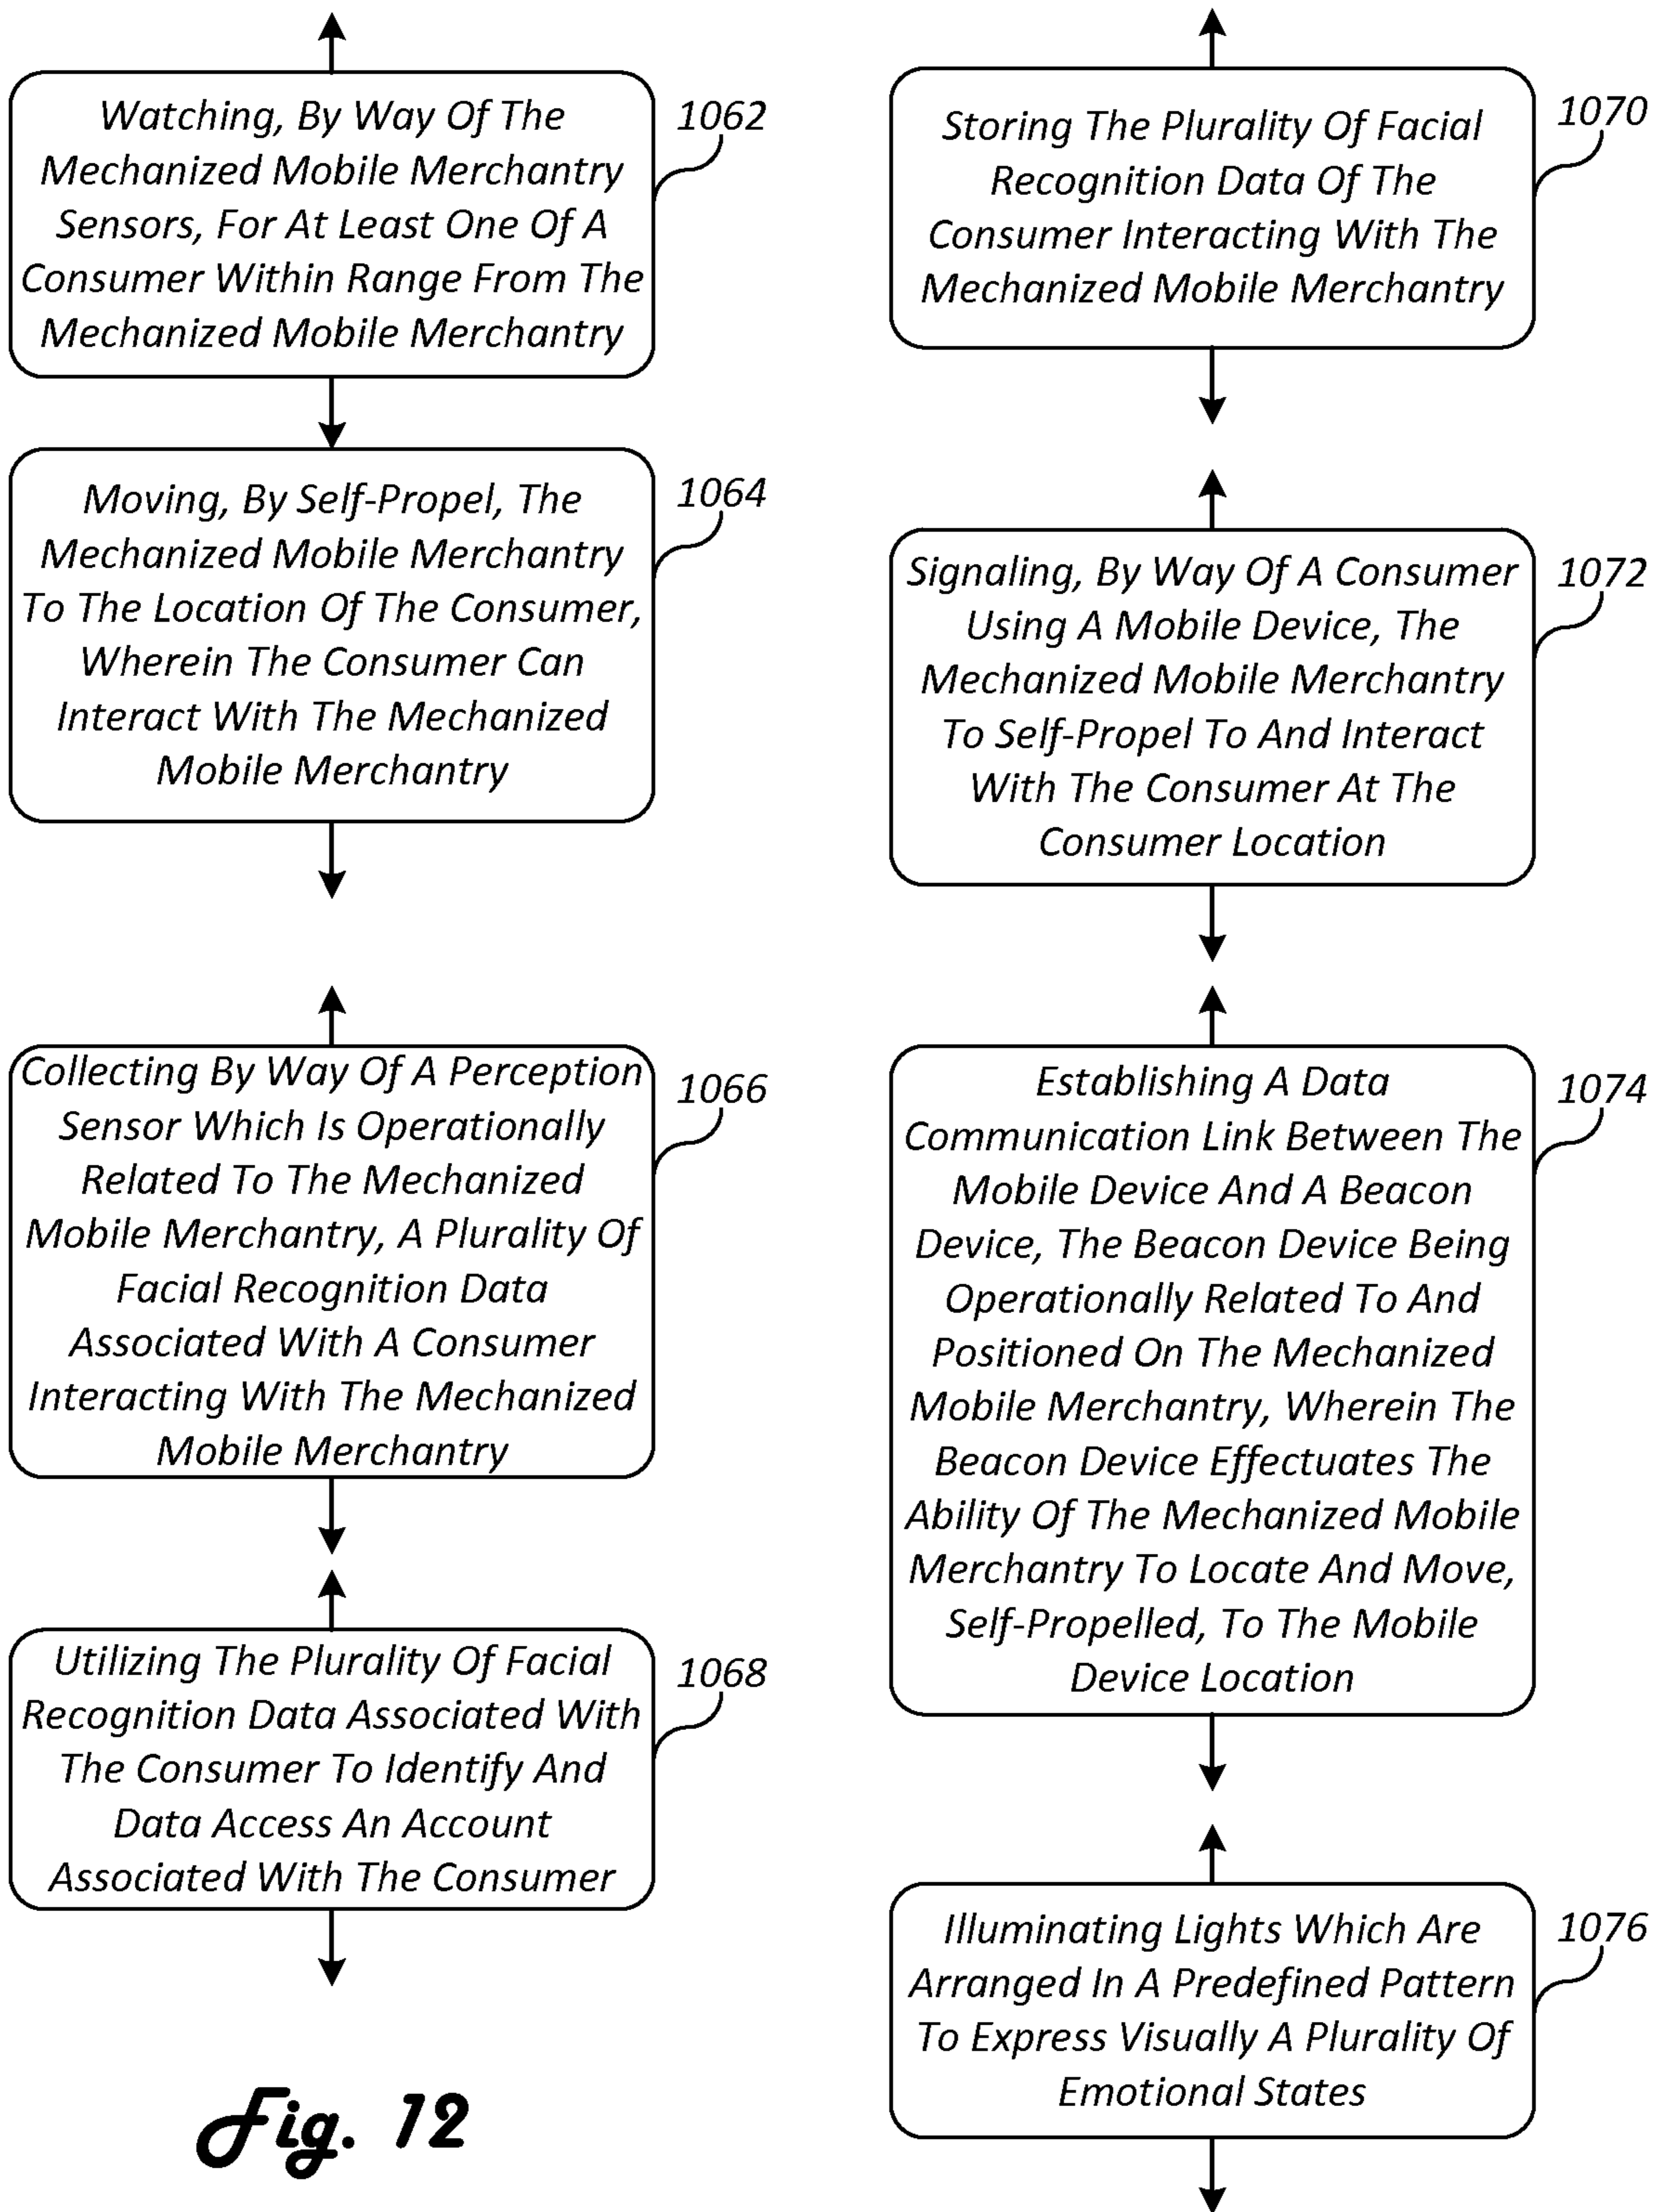 Watching, By Way Of The
Mechanized Mobile Merchantry
Sensors, For At Least One Of A
Consumer Within Range From The
Mechanized Mobile Merchantry
1062
Moving, By Self-Propel, The
Mechanized Mobile Merchantry
To The Location Of The Consumer,
Wherein The Consumer Can
Interact With The Mechanized
Mobile Merchantry
1064
Collecting By Way Of A Perception
Sensor Which Is Operationally
Related To The Mechanized
Mobile Merchantry, A Plurality Of
Facial Recognition Data
Associated With A Consumer
Interacting With The Mechanized
Mobile Merchantry
1066
Utilizing The Plurality Of Facial
Recognition Data Associated With
The Consumer To Identify And
Data Access An Account
Associated With The Consumer
1068
Storing The Plurality Of Facial
Recognition Data Of The
Consumer Interacting With The
Mechanized Mobile Merchantry
1070
Signaling, By Way Of A Consumer
Using A Mobile Device, The
Mechanized Mobile Merchantry
To Self-Propel To And Interact
With The Consumer At The
Consumer Location
1072
Establishing A Data
Communication Link Between The
Mobile Device And A Beacon
Device, The Beacon Device Being
Operationally Related To And
Positioned On The Mechanized
Mobile Merchantry, Wherein The
Beacon Device Effectuates The
Ability Of The Mechanized Mobile
Merchantry To Locate And Move,
Self-Propelled, To The Mobile
Device Location
1074
Illuminating Lights Which Are
Arranged In A Predefined Pattern
To Express Visually A Plurality Of
Emotional States
1076
Fig. 12